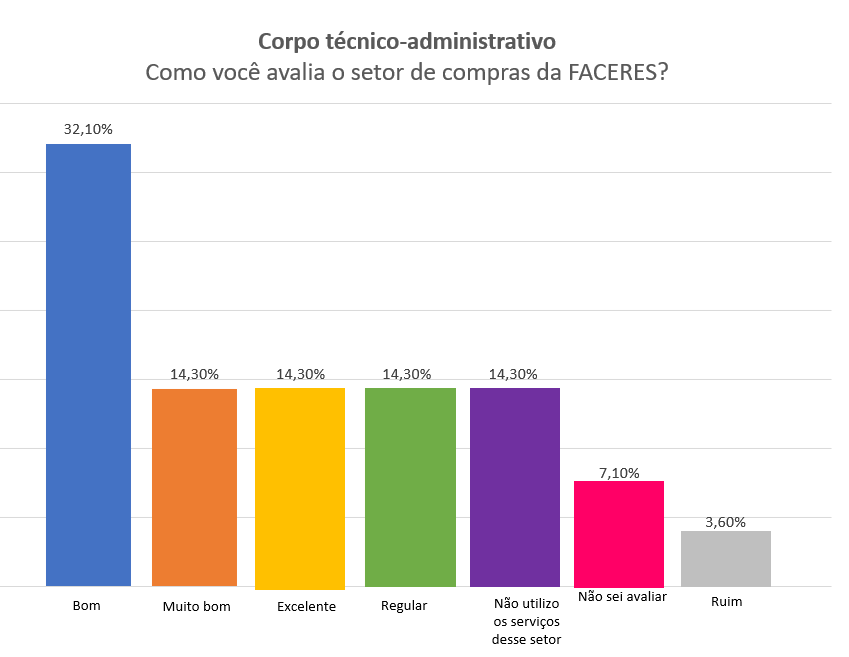 Corpo técnico-administrativo
Como você avalia o setor de compras da FACERES?
32,10%
14,30%
14,30%
14,30%
14,30%
7,10%
3,60%
Bom
Muito bom
Excelente
Regular
Não utilizo
os serviços
desse setor
Não sei avaliar
Ruim